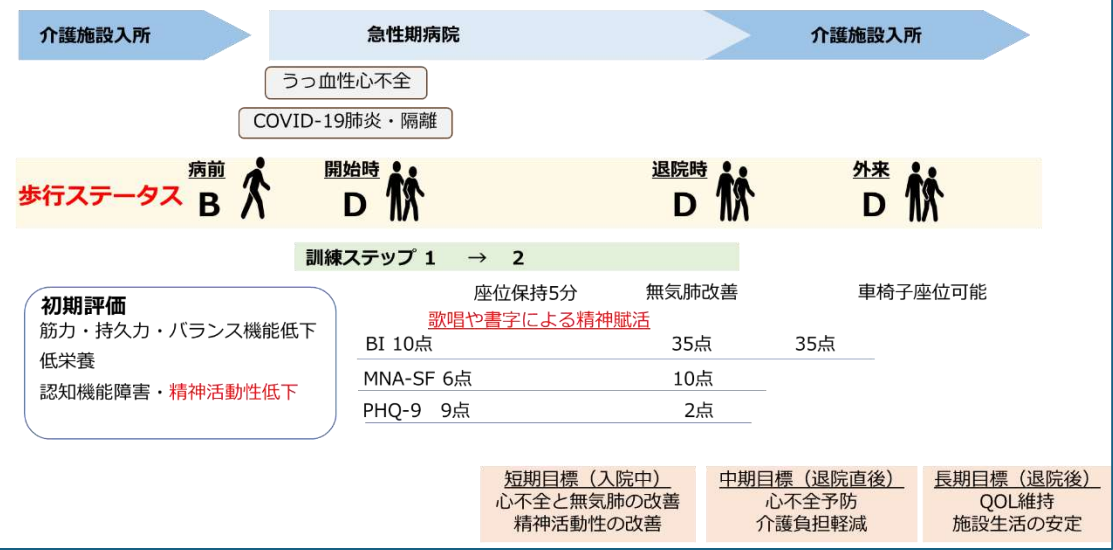 介護施設入所
急性期病院
介護施設入所
うっ血性心不全
COVID-19肺炎・隔離
歩行ステータス
病前
B
開始時
D
退院時
D
外来
D
訓練ステップ 1 → 2
座位保持5分
無気肺改善
車椅子座位可能
歌唱や書字による精神賦活
初期評価
筋力・持久力・バランス機能低下
低栄養
認知機能障害・精神活動性低下
BI 10点 35点 35点
MNA-SF 6点 10点
PHQ-9 9点 2点
短期目標（入院中）
心不全と無気肺の改善
精神活動性の改善
中期目標（退院直後）
心不全予防
介護負担軽減
長期目標（退院後）
QOL維持
施設生活の安定